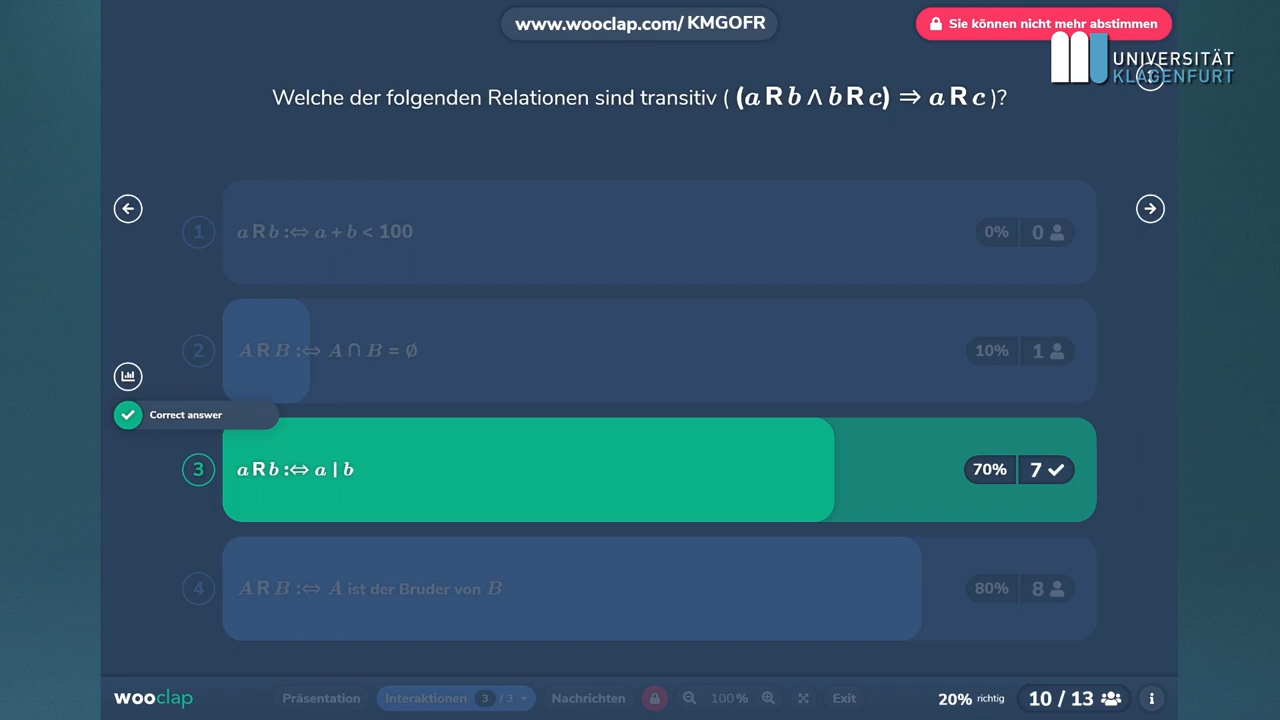 www.wooclap.com/ KMGOFR
Sie können nicht mehr abstimmen
UNIVERSITÄT
KLAGENFURT
Welche der folgenden Relationen sind transitiv ( (a R b ∧ b R c) ⇒ a R c )?
1 a R b :⇔ a + b < 100 0% 0
2 A R B :⇔ A ∩ B = ∅ 10% 1
Correct answer
3 a R b :⇔ a | b 70% 7
4 A R B :⇔ A ist der Bruder von B 80% 8
wooclap Präsentation Interaktionen 3 / 3 Nachrichten 100 % Exit 20% richtig 10 / 13